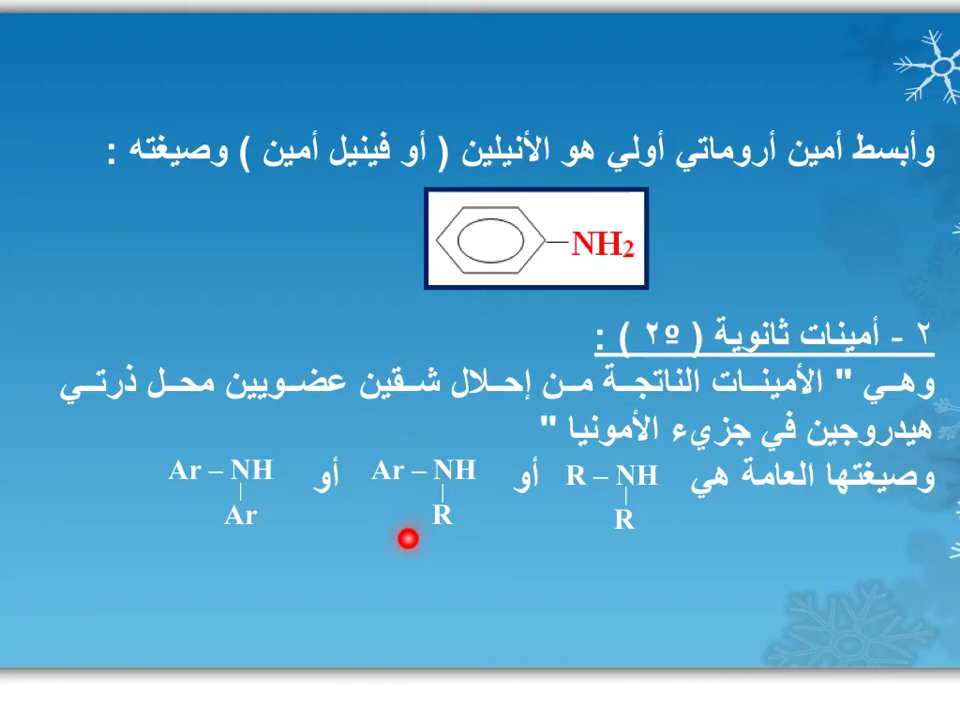 وأبسط أمين أروماتي أولي هو الأنيلين ( أو فينيل أمين ) وصيغته :
NH2
٢ - أمينات ثانوية ( ٢º ) :
وهـي " الأمينـات الناتجـة مـن إحـلال شـقين عضـويين محـل ذرتـي
هيدروجين في جزيء الأمونيا "
وصيغتها العامة هي R – NH أو Ar – NH أو Ar – NH
R R Ar